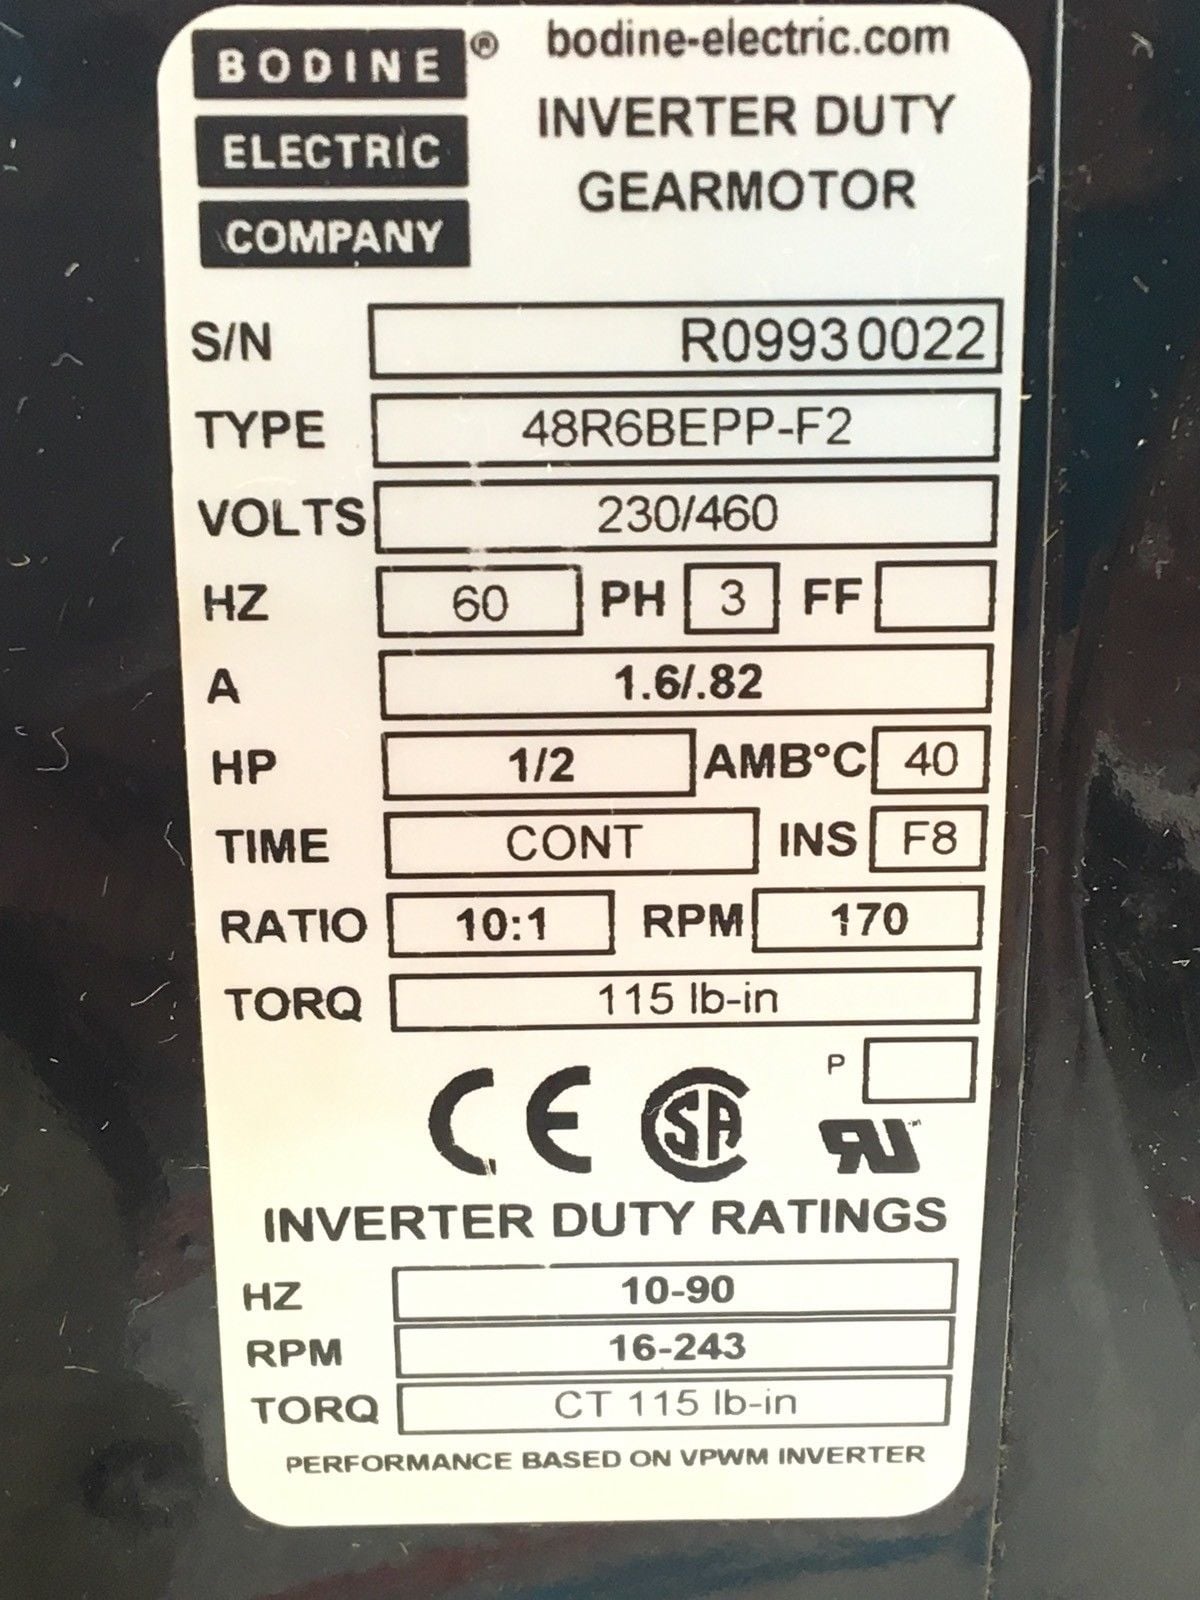 BODINE ® bodine-electric.com
ELECTRIC INVERTER DUTY
COMPANY GEARMOTOR
S/N R09930022
TYPE 48R6BEPP-F2
VOLTS 230/460
HZ 60 PH 3 FF
A 1.6/.82
HP 1/2 AMB°C 40
TIME CONT INS F8
RATIO 10:1 RPM 170
TORQ 115 lb-in
P
CE SA RU
INVERTER DUTY RATINGS
HZ 10-90
RPM 16-243
TORQ CT 115 lb-in
PERFORMANCE BASED ON VPWM INVERTER